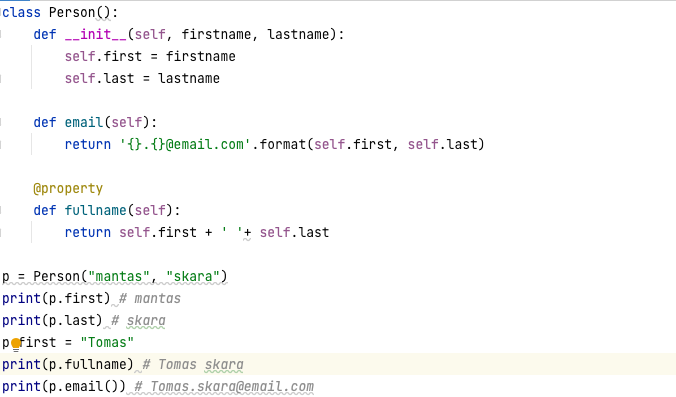 class Person():
    def __init__(self, firstname, lastname):
        self.first = firstname
        self.last = lastname
    def email(self):
        return '{}.{}@email.com'.format(self.first, self.last)
    @property
    def fullname(self):
        return self.first + ' '+ self.last
p = Person("mantas", "skara")
print(p.first) # mantas
print(p.last) # skara
p.first = "Tomas"
print(p.fullname) # Tomas skara
print(p.email()) # Tomas.skara@email.com